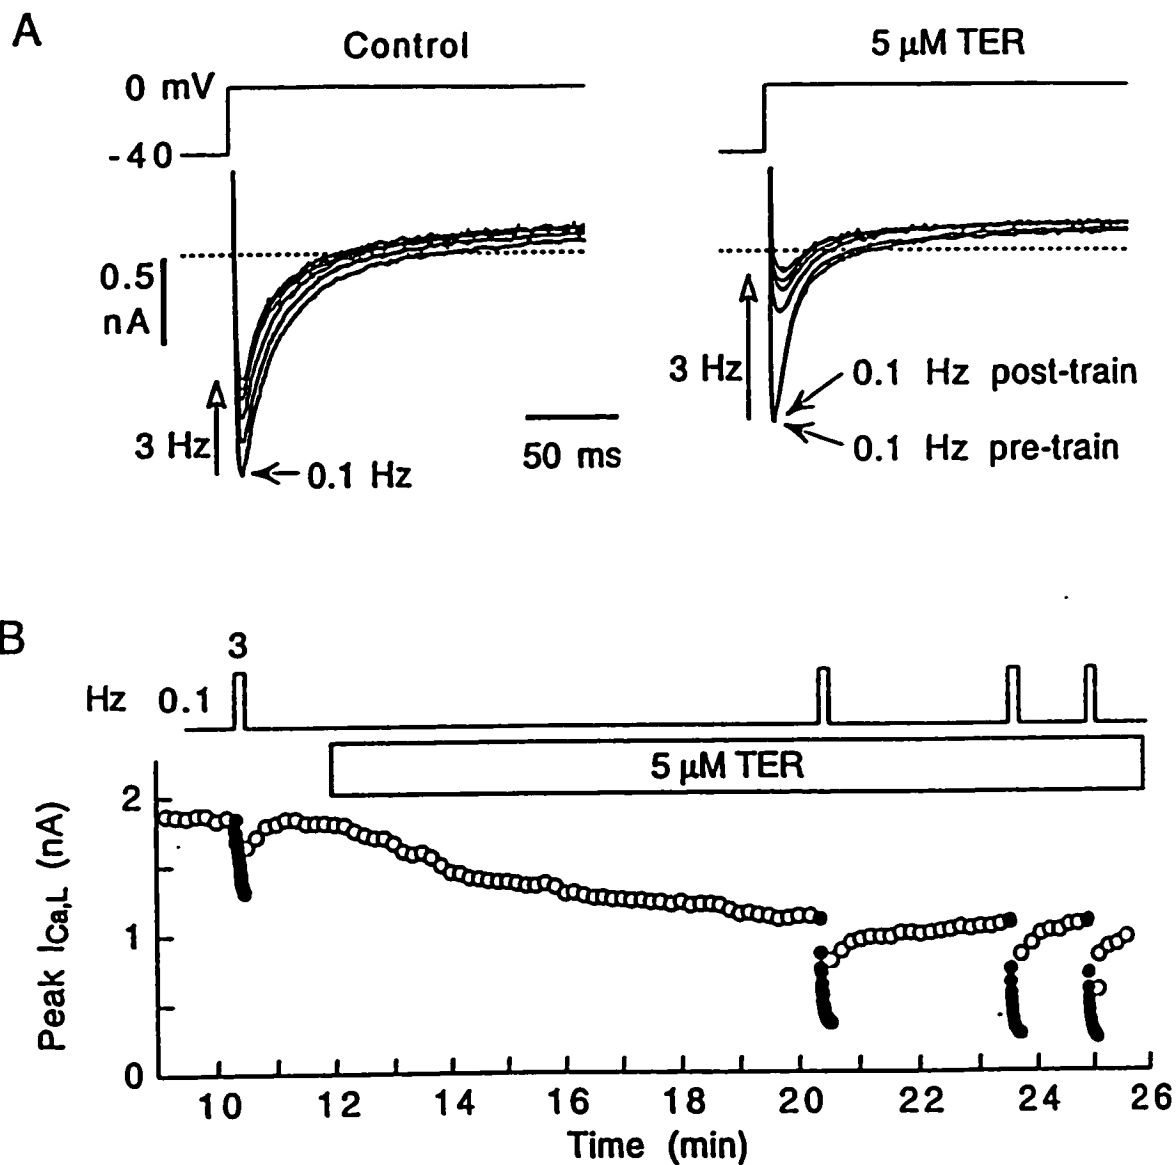 A
Control
5 µM TER
0 mV
-40
0.5
nA
3 Hz
0.1 Hz
50 ms
3 Hz
0.1 Hz post-train
0.1 Hz pre-train
B
3
Hz 0.1
5 µM TER
Peak ICa,L (nA)
2
1
0
10 12 14 16 18 20 22 24 26
Time (min)